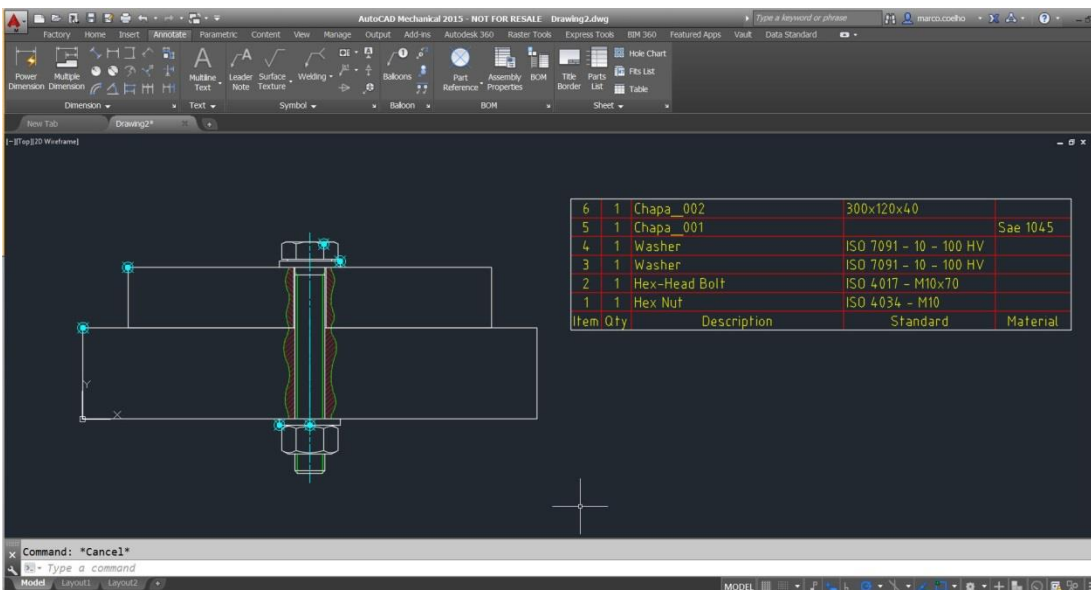 AutoCAD Mechanical 2015 - NOT FOR RESALE Drawing2.dwg
Type a keyword or phrase
marco.coelho
Factory Home Insert Annotate Parametric Content View Manage Output Add-ins Autodesk 360 Raster Tools Express Tools BIM 360 Featured Apps Vault Data Standard
Power Dimension
Multiple Dimension
Multiline Text
Leader Note
Surface Texture
Welding
Balloons
Part Reference
Assembly Properties
BOM
Title Border
Parts List
Hole Chart
Fits List
Table
Dimension Text Symbol Baloon BOM Sheet
New Tab Drawing2*
[-][Top][2D Wireframe]
6 1 Chapa_002 300x120x40
5 1 Chapa_001 Sae 1045
4 1 Washer ISO 7091 - 10 - 100 HV
3 1 Washer ISO 7091 - 10 - 100 HV
2 1 Hex-Head Bolt ISO 4017 - M10x70
1 1 Hex Nut ISO 4034 - M10
Item Qty Description Standard Material
Y
X
Command: *Cancel*
Type a command
Model Layout1 Layout2 +
MODEL